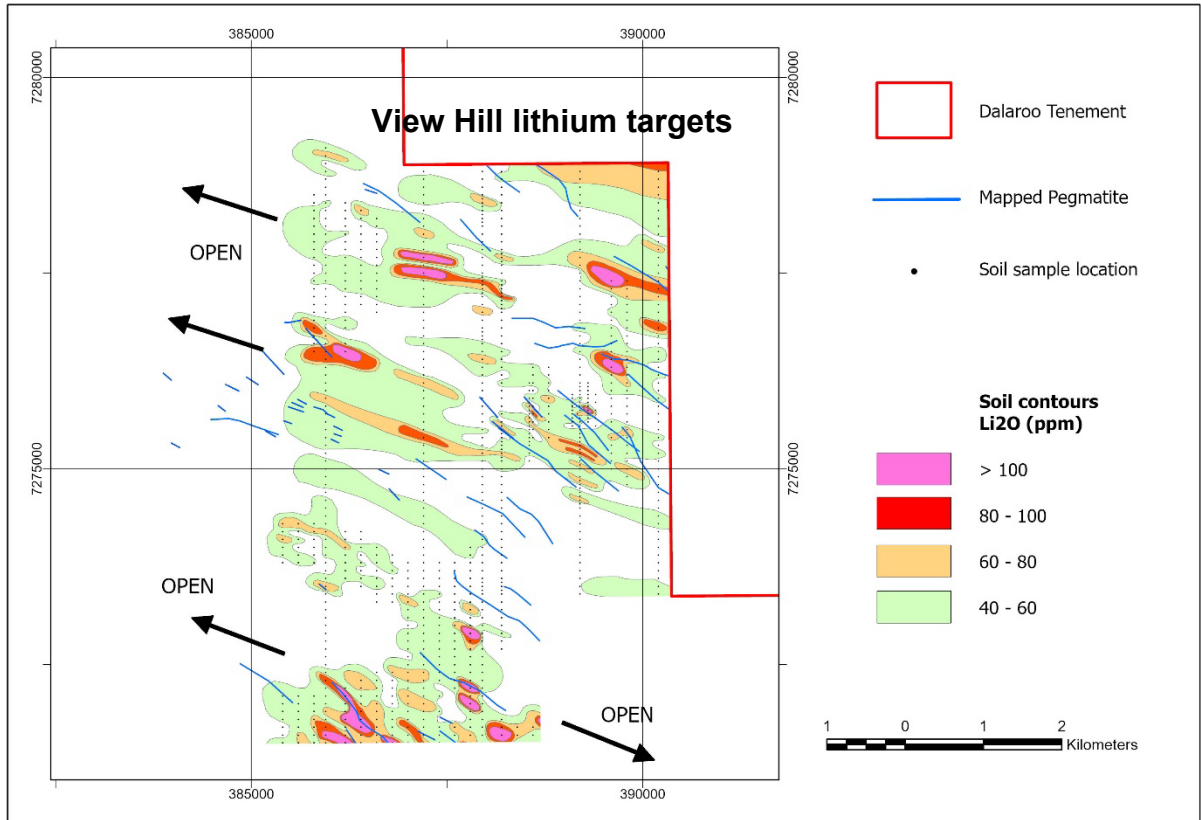 385000
390000
7280000
7280000
View Hill lithium targets
OPEN
OPEN
OPEN
7275000
7275000
385000
390000
Dalaroo Tenement
Mapped Pegmatite
Soil sample location
Soil contours
Li2O (ppm)
> 100
80 - 100
60 - 80
40 - 60
1 0 1 2
Kilometers